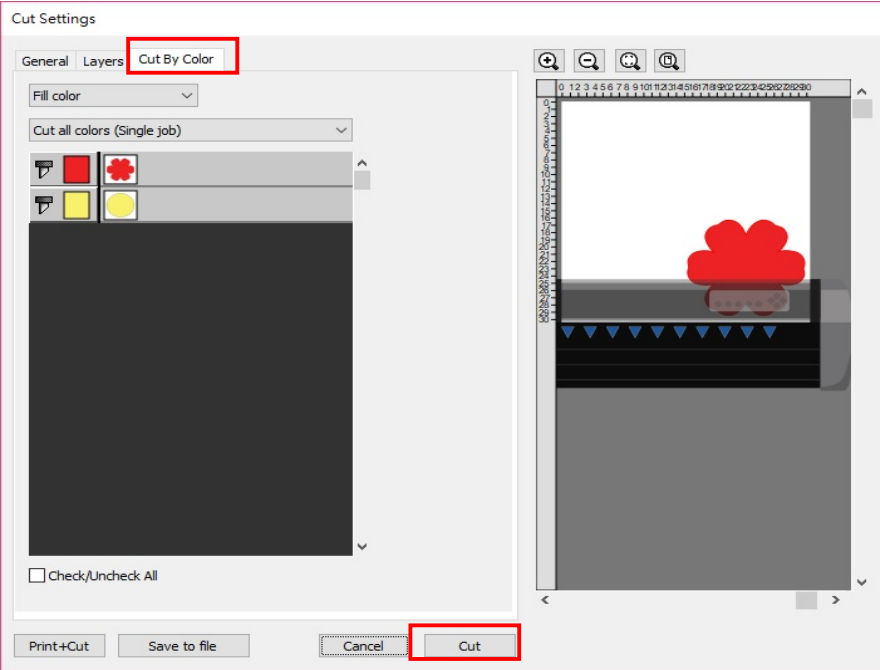 Cut Settings
General Layers Cut By Color
Fill color
Cut all colors (Single job)
Check/Uncheck All
Print+Cut Save to file Cancel Cut